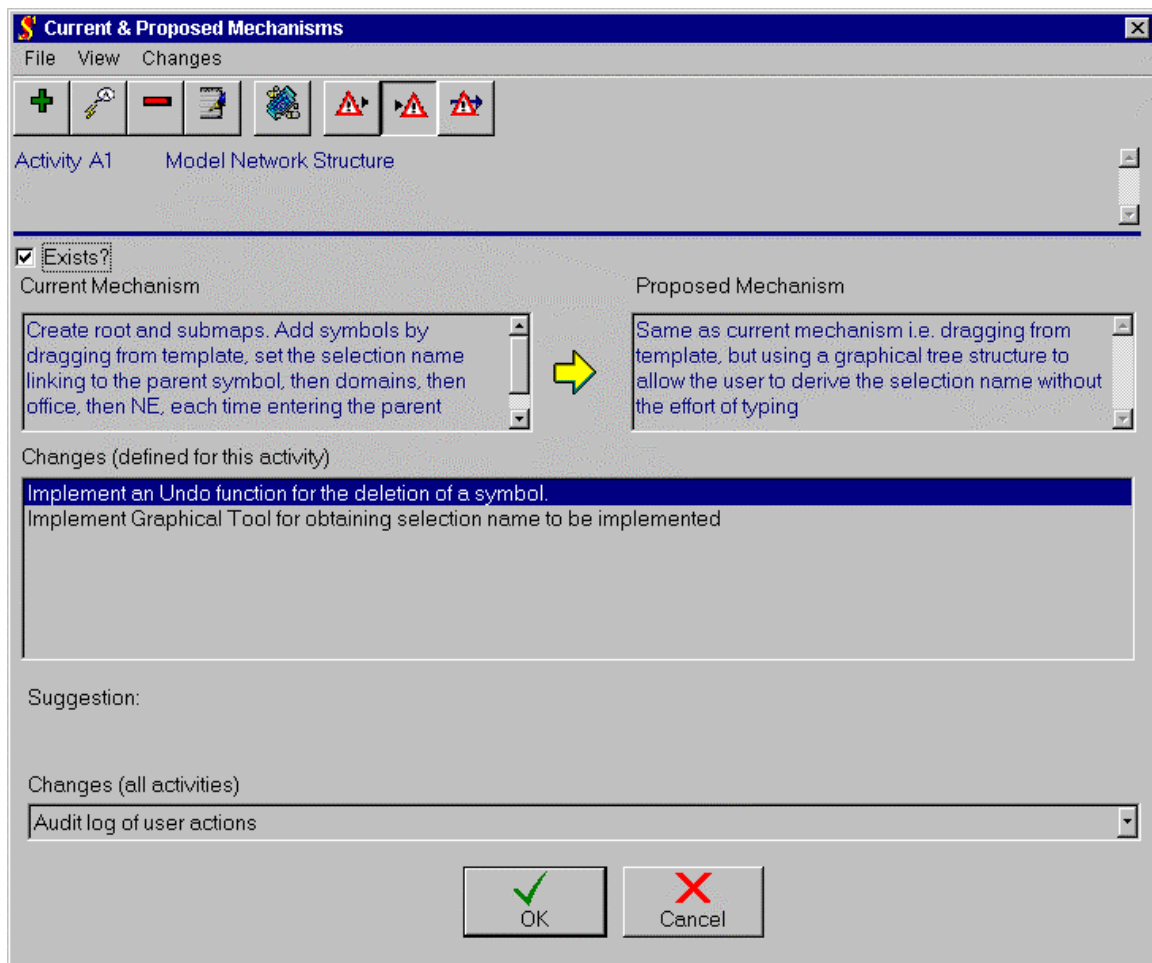 Current & Proposed Mechanisms
File View Changes
Activity A1 Model Network Structure
Exists?
Current Mechanism
Proposed Mechanism
Create root and submaps. Add symbols by
dragging from template, set the selection name
linking to the parent symbol, then domains, then
office, then NE, each time entering the parent
Same as current mechanism i.e. dragging from
template, but using a graphical tree structure to
allow the user to derive the selection name without
the effort of typing
Changes (defined for this activity)
Implement an Undo function for the deletion of a symbol.
Implement Graphical Tool for obtaining selection name to be implemented
Suggestion:
Changes (all activities)
Audit log of user actions
OK
Cancel